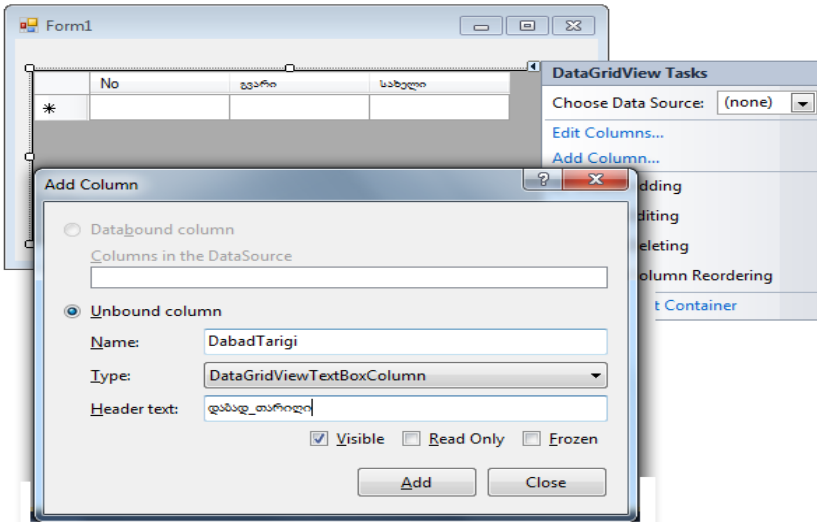 Form1
No გვარი სახელი
DataGridView Tasks
Choose Data Source: (none)
Edit Columns...
Add Column...
dding
diting
eleting
olumn Reordering
t Container
Add Column
Databound column
Columns in the DataSource
Unbound column
Name: DabadTarigi
Type: DataGridViewTextBoxColumn
Header text: დაბად_თარიღი
Visible Read Only Frozen
Add Close